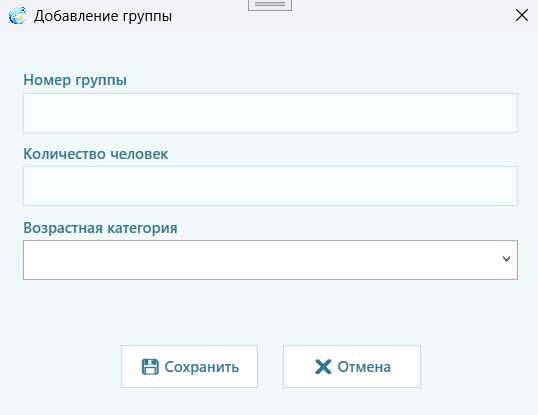 Добавление группы
Номер группы
Количество человек
Возрастная категория
Сохранить
Отмена